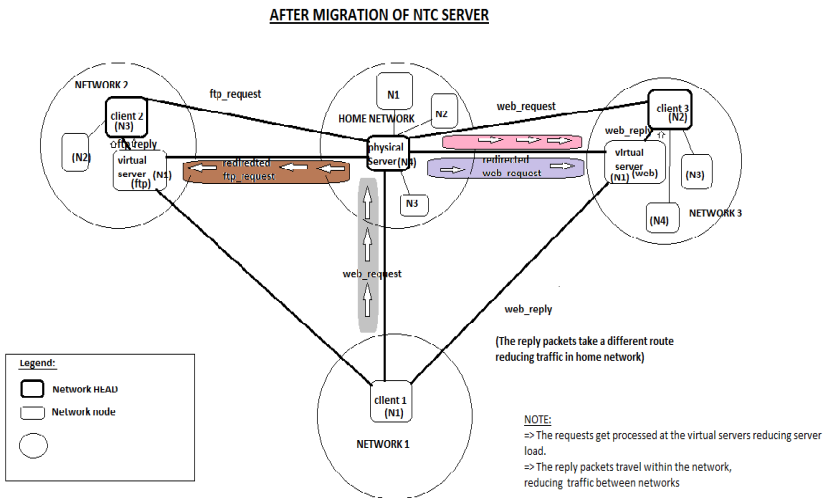 AFTER MIGRATION OF NTC SERVER
NETWORK 2
client 2
(N3)
ftp_request
(N2)
ftp_reply
virtual
server (N1)
(ftp)
redirected
ftp_request
HOME NETWORK
N1
N2
physical
Server(N4)
N3
web_request
redirected
web_request
client 3
(N2)
web_reply
virtual
server
(N1) (web)
(N3)
(N4)
NETWORK 3
web_request
web_reply
(The reply packets take a different route
reducing traffic in home network)
client 1
(N1)
NETWORK 1
Legend:
Network HEAD
Network node
NOTE:
=> The requests get processed at the virtual servers reducing server
load.
=> The reply packets travel within the network,
reducing traffic between networks